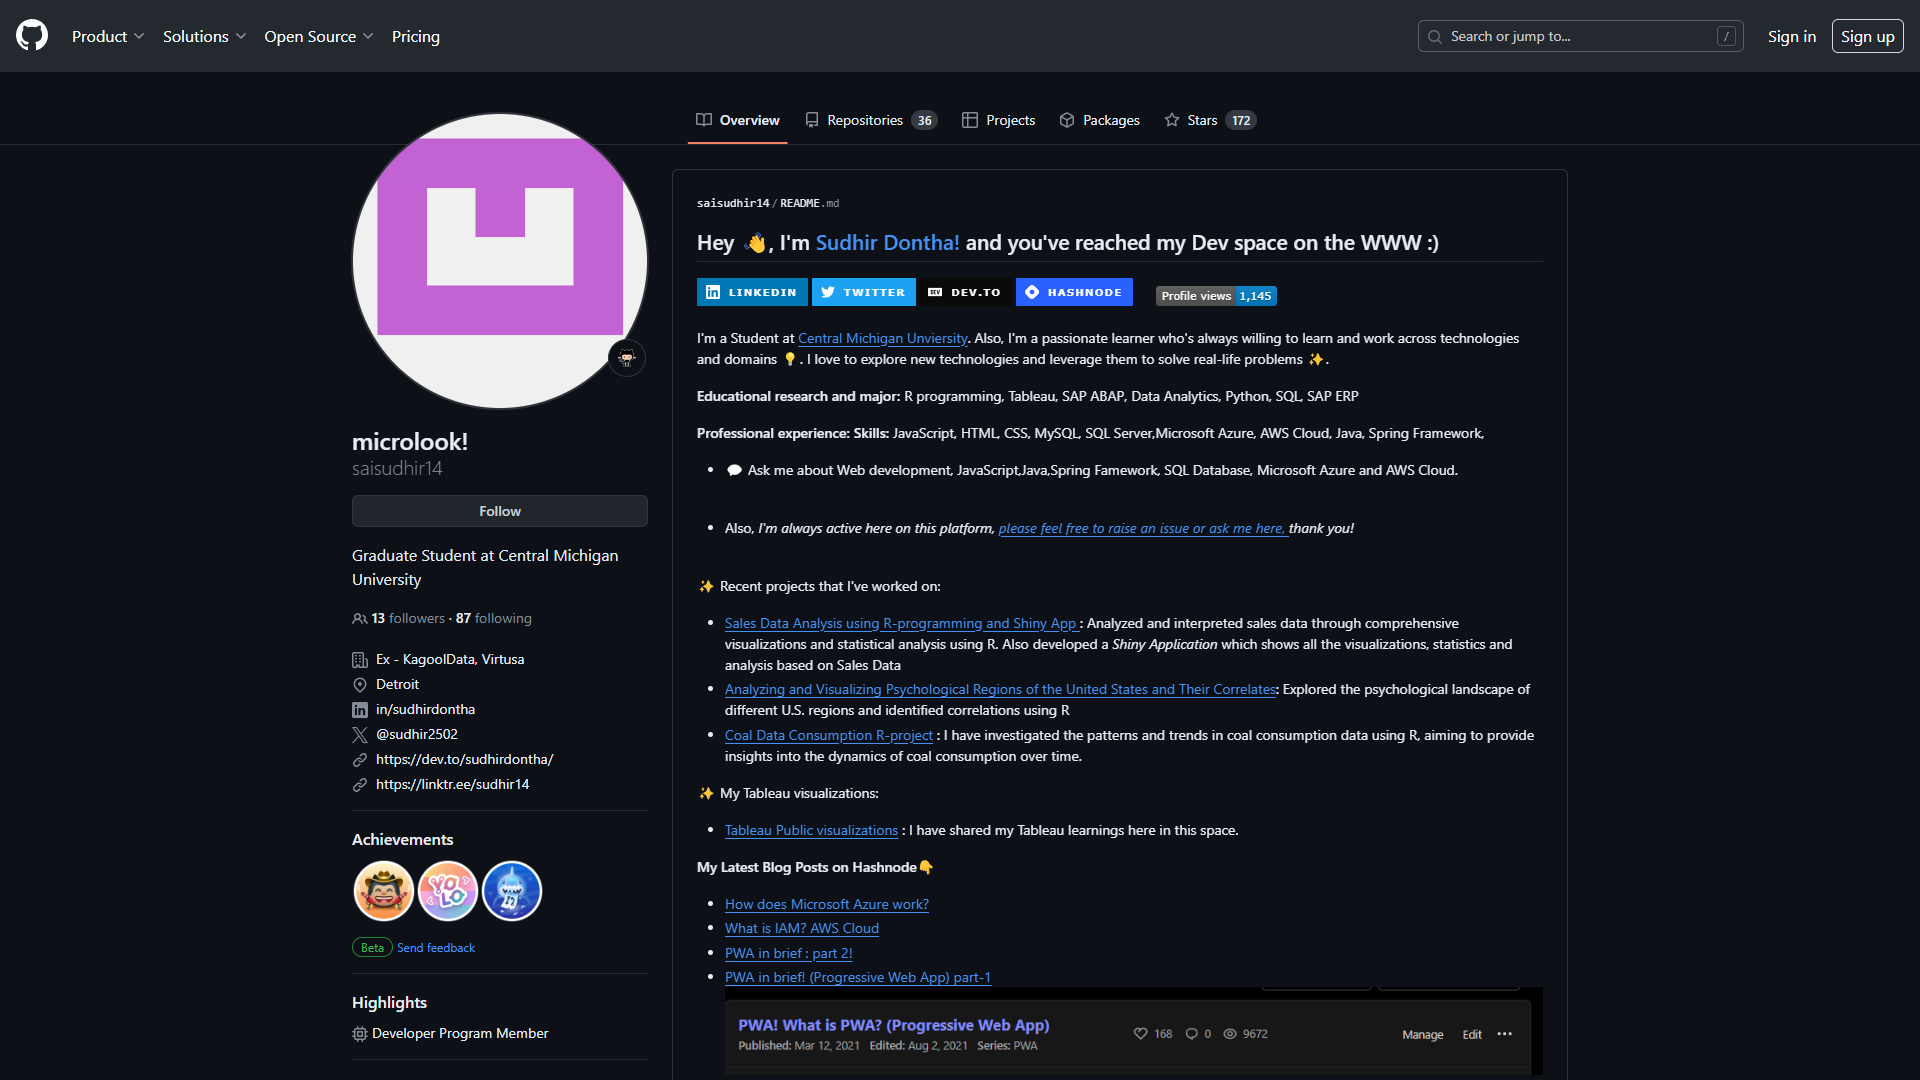 Product Solutions Open Source Pricing Search or jump to... / Sign in Sign up
Overview Repositories 36 Projects Packages Stars 172
microlook!
saisudhir14
Follow
Graduate Student at Central Michigan
University
13 followers · 87 following
Ex - KagoolData, Virtusa
Detroit
in/sudhirdontha
@sudhir2502
https://dev.to/sudhirdontha/
https://linktr.ee/sudhir14
Achievements
YOLO
Beta Send feedback
Highlights
Developer Program Member
saisudhir14/README.md
Hey 👋, I'm Sudhir Dontha! and you've reached my Dev space on the WWW :)
LINKEDIN TWITTER DEV DEV.TO HASHNODE Profile views 1,145
I'm a Student at Central Michigan Unviersity. Also, I'm a passionate learner who's always willing to learn and work across technologies
and domains 💡. I love to explore new technologies and leverage them to solve real-life problems ✨.
Educational research and major: R programming, Tableau, SAP ABAP, Data Analytics, Python, SQL, SAP ERP
Professional experience: Skills: JavaScript, HTML, CSS, MySQL, SQL Server,Microsoft Azure, AWS Cloud, Java, Spring Framework,
• 💬 Ask me about Web development, JavaScript,Java,Spring Famework, SQL Database, Microsoft Azure and AWS Cloud.
• Also, I'm always active here on this platform, please feel free to raise an issue or ask me here, thank you!
✨ Recent projects that I've worked on:
• Sales Data Analysis using R-programming and Shiny App : Analyzed and interpreted sales data through comprehensive
visualizations and statistical analysis using R. Also developed a Shiny Application which shows all the visualizations, statistics and
analysis based on Sales Data
• Analyzing and Visualizing Psychological Regions of the United States and Their Correlates: Explored the psychological landscape of
different U.S. regions and identified correlations using R
• Coal Data Consumption R-project : I have investigated the patterns and trends in coal consumption data using R, aiming to provide
insights into the dynamics of coal consumption over time.
✨ My Tableau visualizations:
• Tableau Public visualizations : I have shared my Tableau learnings here in this space.
My Latest Blog Posts on Hashnode👇
• How does Microsoft Azure work?
• What is IAM? AWS Cloud
• PWA in brief : part 2!
• PWA in brief! (Progressive Web App) part-1
PWA! What is PWA? (Progressive Web App) 168 0 9672 Manage Edit ···
Published: Mar 12, 2021 Edited: Aug 2, 2021 Series: PWA